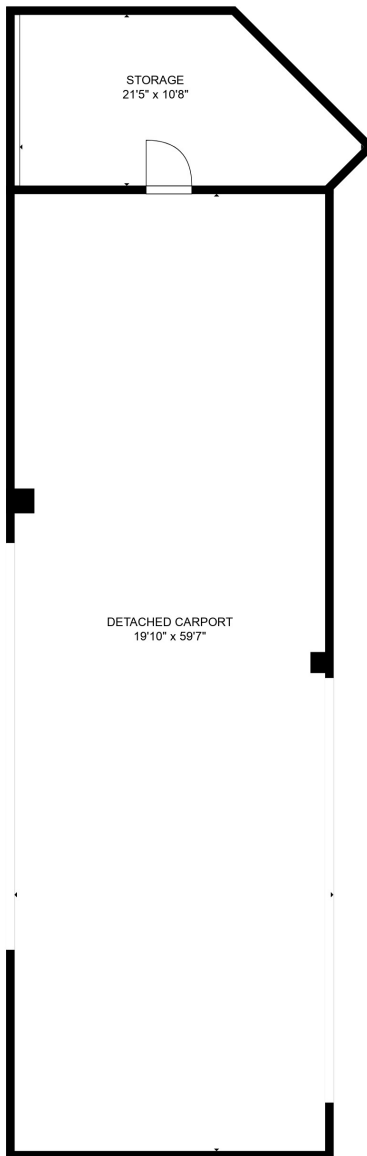 STORAGE
21'5" x 10'8"
DETACHED CARPORT
19'10" x 59'7"